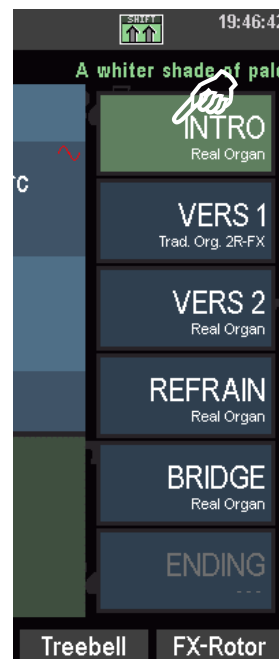 SHIFT
19:46:42
A whiter shade of pale
TC
INTRO
Real Organ
VERS 1
Trad. Org. 2R-FX
VERS 2
Real Organ
REFRAIN
Real Organ
BRIDGE
Real Organ
ENDING
---
Treebell
FX-Rotor